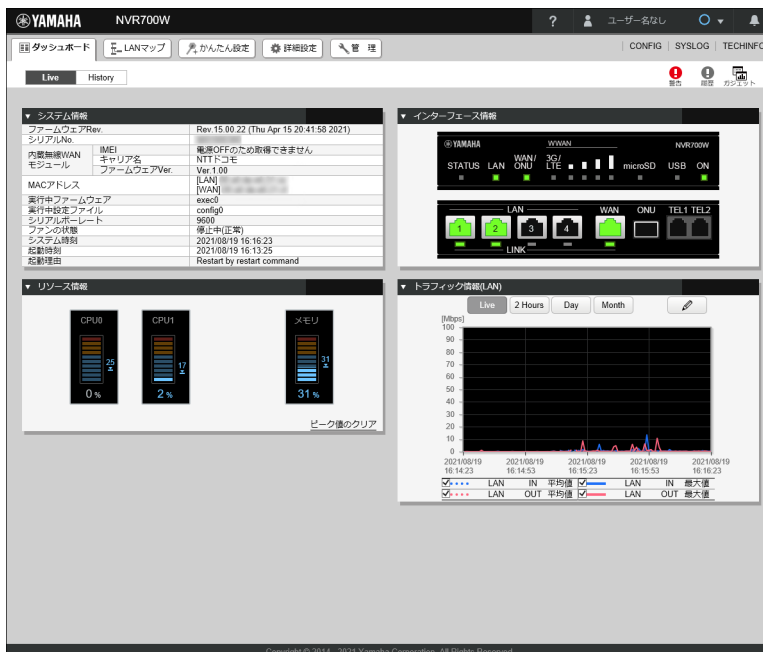 YAMAHA NVR700W ? ユーザーなし
ダッシュボード LANマップ かんたん設定 詳細設定 管 理 CONFIG SYSLOG TECHINFO
Live History 警告 履歴 ガジェット
▼ システム情報
ファームウェアRev. Rev.15.00.22 (Thu Apr 15 20:41:58 2021)
シリアルNo.
内蔵無線WANモジュール IMEI 電源OFFのため取得できません
キャリア名 NTTドコモ
ファームウェアVer. Ver.1.00
MACアドレス [LAN]
[WAN]
実行中ファームウェア exec0
実行中設定ファイル config0
シリアルボーレート 9600
ファンの状態 停止中(正常)
システム時刻 2021/08/19 16:16:23
起動時刻 2021/08/19 16:13:25
起動理由 Restart by restart command
▼ インターフェース情報
YAMAHA WWAN NVR700W
STATUS LAN WAN/ONU 3G/LTE microSD USB ON
LAN WAN ONU TEL1 TEL2
1 2 3 4
LINK
▼ リソース情報
CPU0 CPU1 メモリ
25 17 31
0 % 2 % 31 %
ピーク値のクリア
▼ トラフィック情報(LAN)
Live 2 Hours Day Month
[Mbps]
100
90
80
70
60
50
40
30
20
10
0
2021/08/19 2021/08/19 2021/08/19 2021/08/19 2021/08/19
16:14:23 16:14:53 16:15:23 16:15:53 16:16:23
LAN IN 平均値 LAN IN 最大値
LAN OUT 平均値 LAN OUT 最大値
Copyright © 2014 - 2021 Yamaha Corporation. All Rights Reserved.